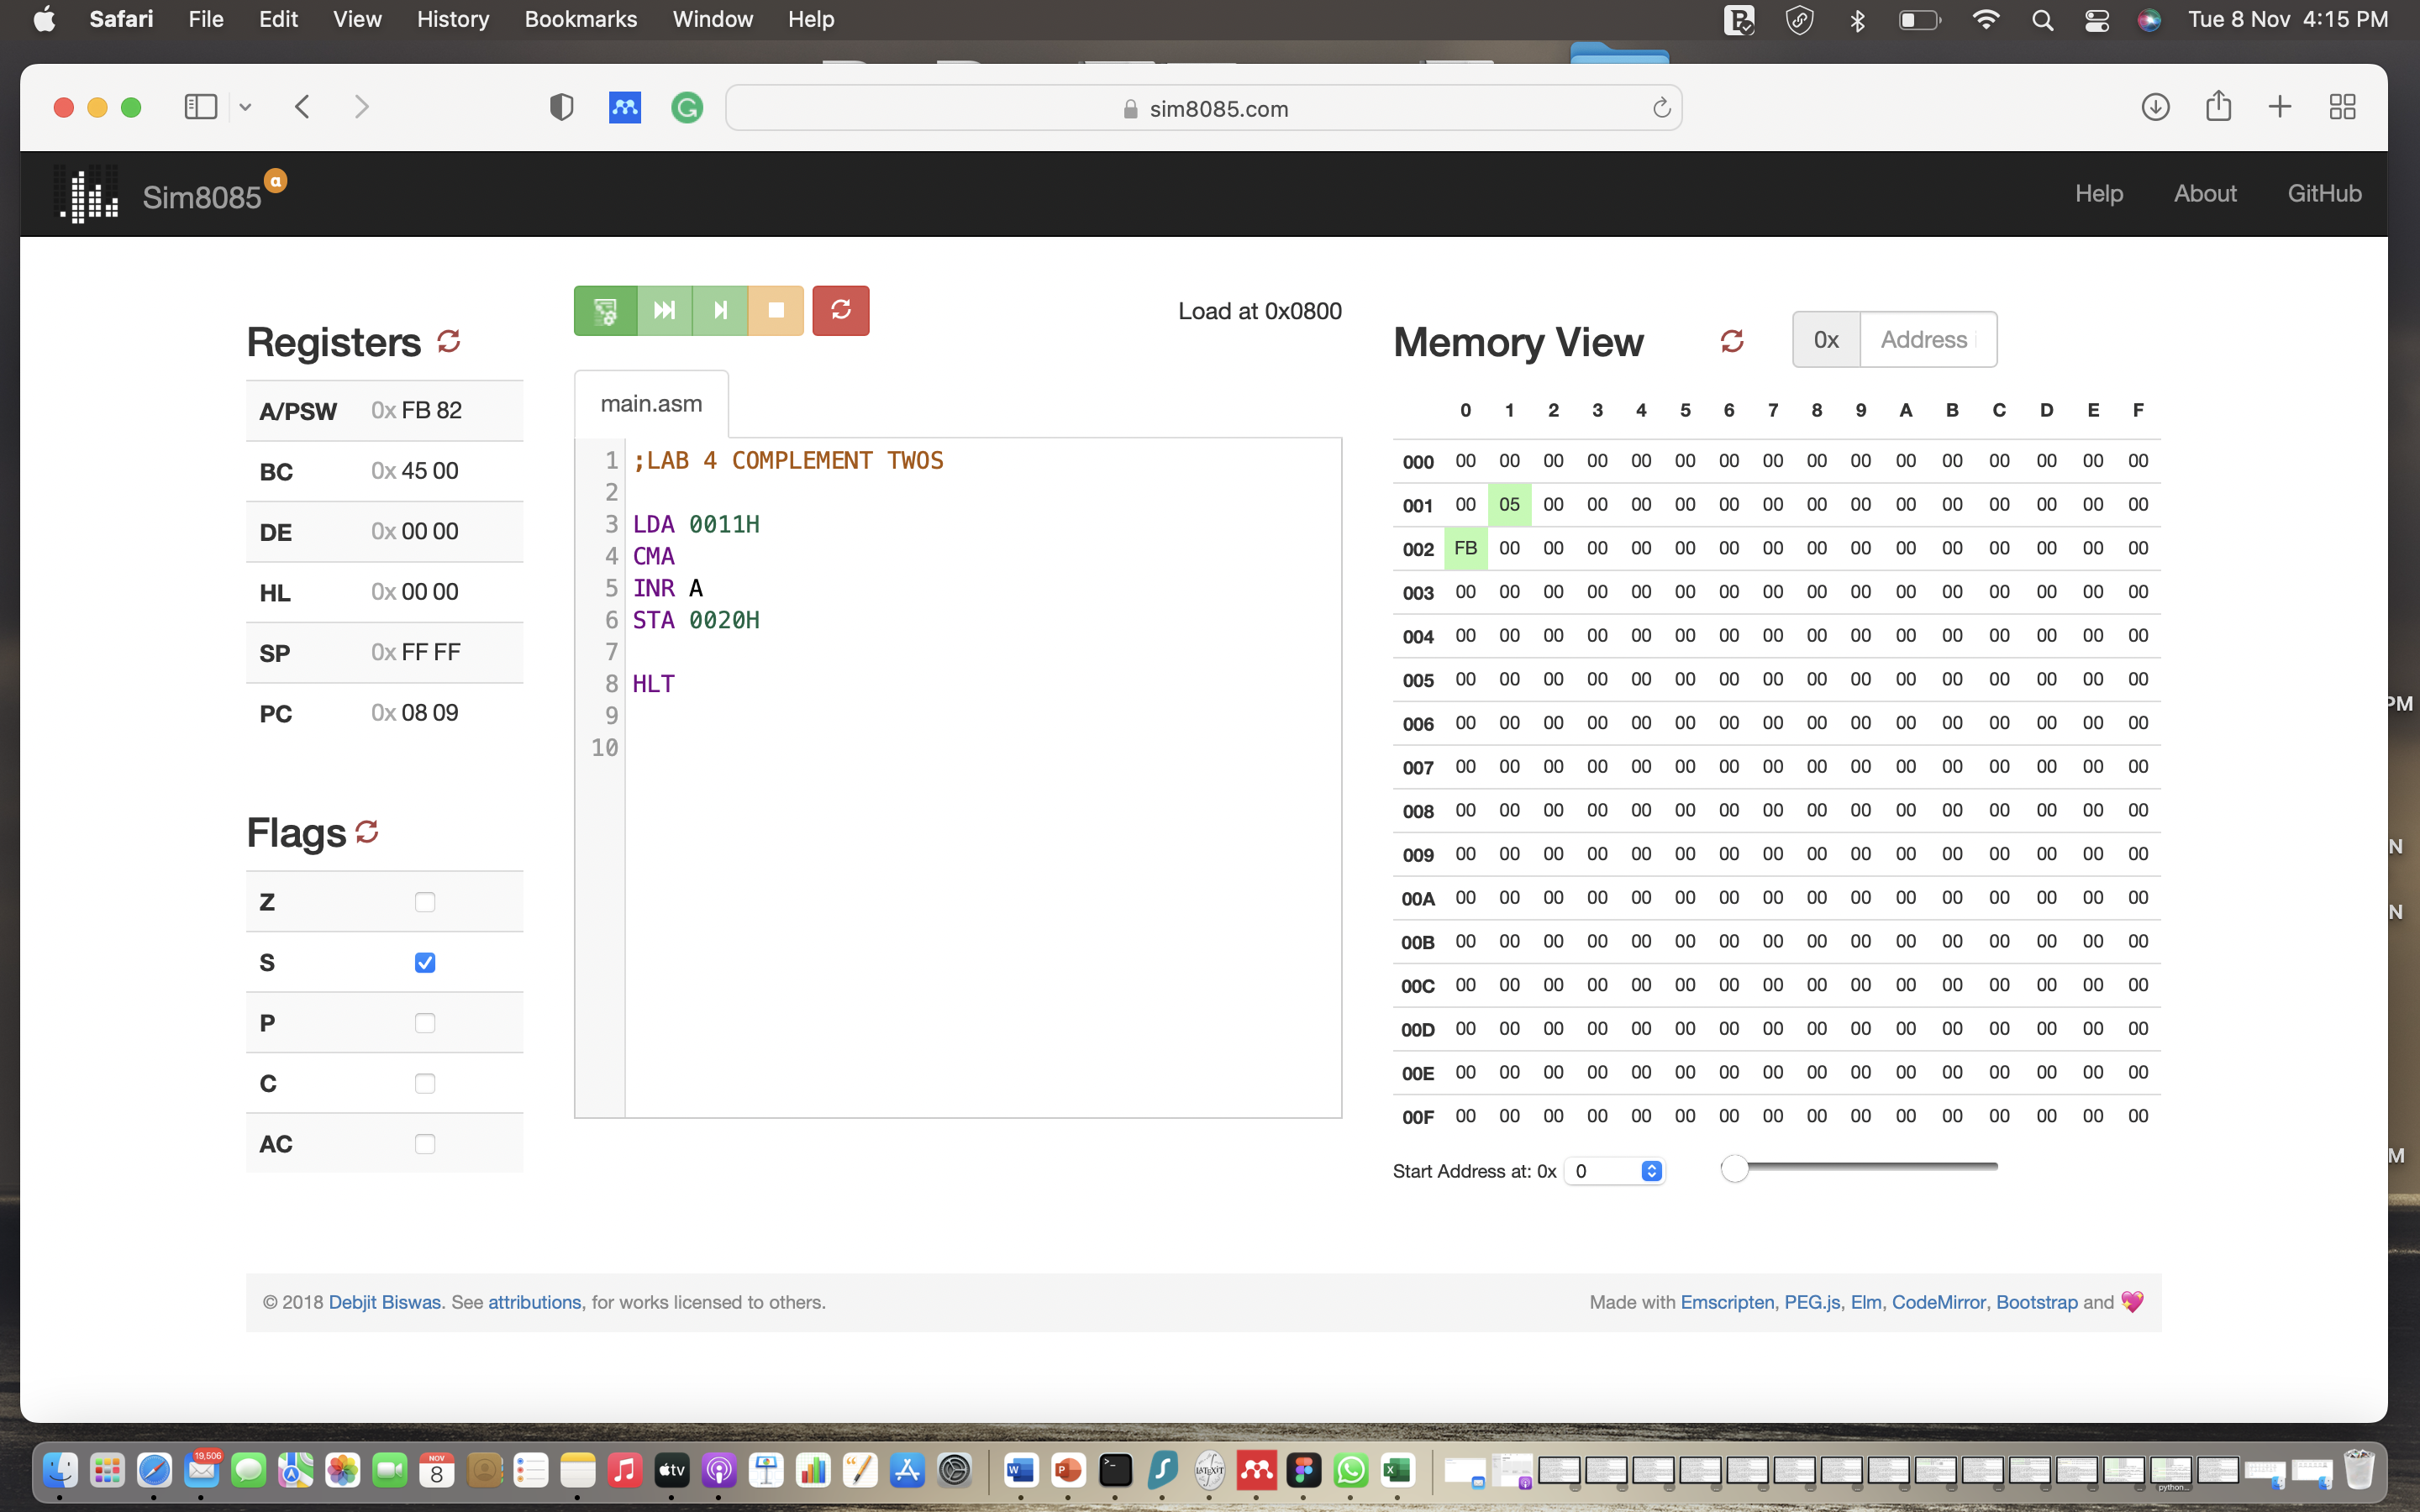 Safari File Edit View History Bookmarks Window Help Tue 8 Nov 4:15 PM
sim8085.com
Sim8085 α Help About GitHub
Load at 0x0800
Registers
A/PSW 0x FB 82
BC 0x 45 00
DE 0x 00 00
HL 0x 00 00
SP 0x FF FF
PC 0x 08 09
Flags
Z
S
P
C
AC
main.asm
1 ;LAB 4 COMPLEMENT TWOS
2
3 LDA 0011H
4 CMA
5 INR A
6 STA 0020H
7
8 HLT
9
10
Memory View 0x Address
0 1 2 3 4 5 6 7 8 9 A B C D E F
000 00 00 00 00 00 00 00 00 00 00 00 00 00 00 00 00
001 00 05 00 00 00 00 00 00 00 00 00 00 00 00 00 00
002 FB 00 00 00 00 00 00 00 00 00 00 00 00 00 00 00
003 00 00 00 00 00 00 00 00 00 00 00 00 00 00 00 00
004 00 00 00 00 00 00 00 00 00 00 00 00 00 00 00 00
005 00 00 00 00 00 00 00 00 00 00 00 00 00 00 00 00
006 00 00 00 00 00 00 00 00 00 00 00 00 00 00 00 00
007 00 00 00 00 00 00 00 00 00 00 00 00 00 00 00 00
008 00 00 00 00 00 00 00 00 00 00 00 00 00 00 00 00
009 00 00 00 00 00 00 00 00 00 00 00 00 00 00 00 00
00A 00 00 00 00 00 00 00 00 00 00 00 00 00 00 00 00
00B 00 00 00 00 00 00 00 00 00 00 00 00 00 00 00 00
00C 00 00 00 00 00 00 00 00 00 00 00 00 00 00 00 00
00D 00 00 00 00 00 00 00 00 00 00 00 00 00 00 00 00
00E 00 00 00 00 00 00 00 00 00 00 00 00 00 00 00 00
00F 00 00 00 00 00 00 00 00 00 00 00 00 00 00 00 00
Start Address at: 0x 0
© 2018 Debjit Biswas. See attributions, for works licensed to others.
Made with Emscripten, PEG.js, Elm, CodeMirror, Bootstrap and 💖
PM
N
N
M
19,506
NOV
8
tv
python...